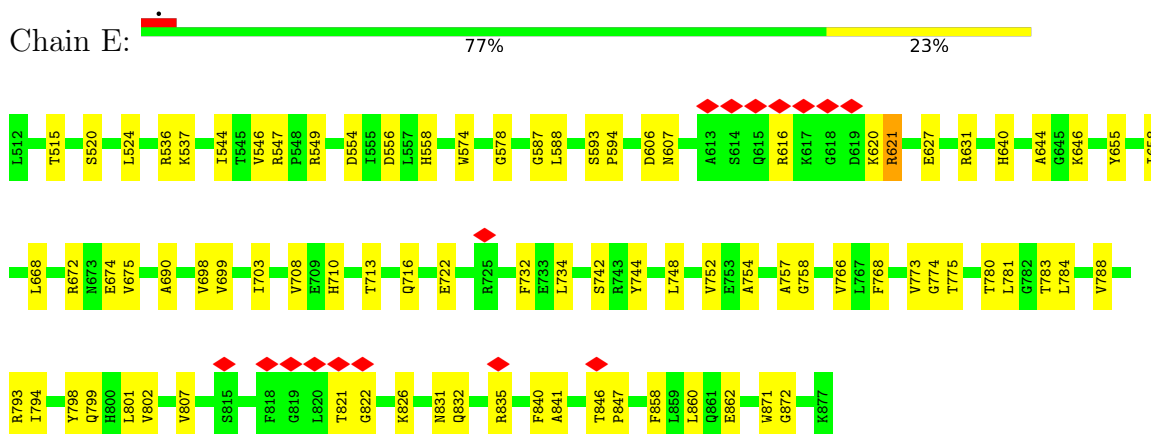 Chain E:
77% 23%
L512 T515 S520 L524 R536 K537 I544 T545 V546 R547 P548 R549 D554 I555 D556 L557 H558 W574 G578 G587 L588 S593 P594 D606 N607 A613 S614 Q615 R616 K617 G618 D619 K620 R621 E627 R631 H640 A644 G645 K646 Y655
L668 R672 N673 E674 V675 A690 V698 V699 I703 V708 E709 H710 T713 Q716 E722 R725 F732 E733 L734 S742 R743 Y744 L748 V752 E753 A754 A757 G758 V766 L767 F768 V773 G774 T775 T780 L781 G782 T783 L784 V788
R793 I794 Y798 Q799 H800 L801 V802 V807 S815 F818 G819 L820 T821 G822 K826 N831 Q832 R835 F840 A841 T846 P847 F858 L859 L860 Q861 E862 W871 G872 K877